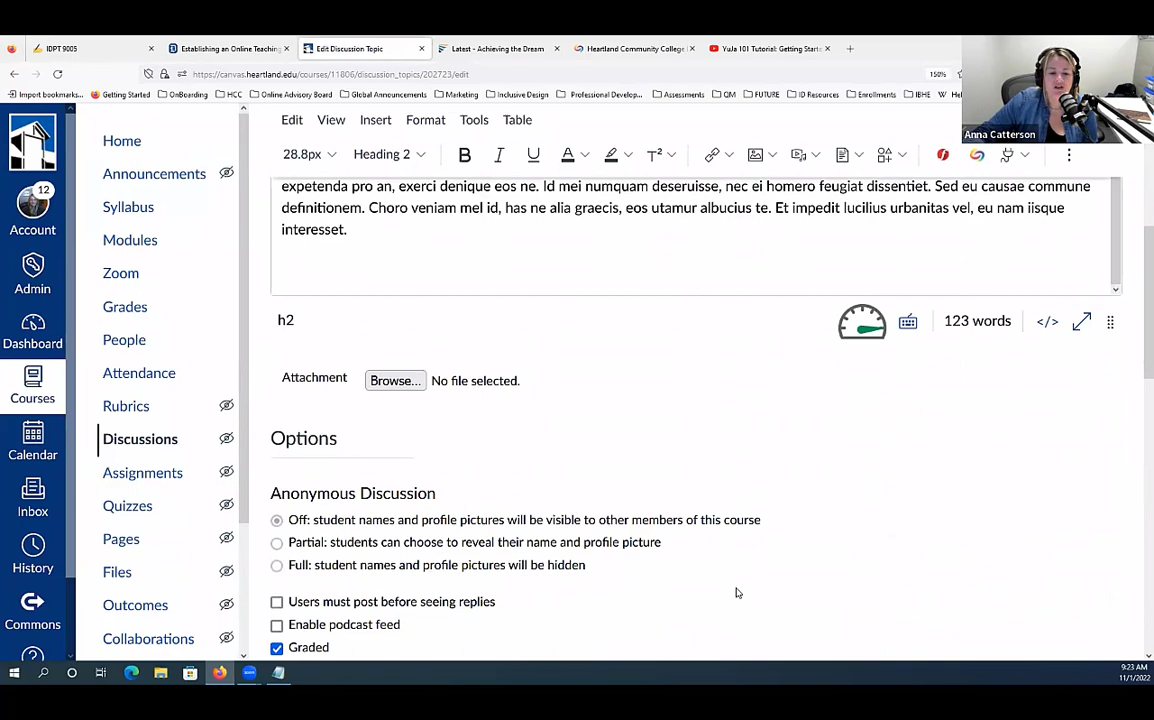 IDPT 9005
Establishing an Online Teaching
Edit Discussion Topic
Latest - Achieving the Dream
Heartland Community College
YuJa 101 Tutorial: Getting Start
https://canvas.heartland.edu/courses/11806/discussion_topics/202723/edit
150%
Import bookmarks...
Getting Started
OnBoarding
HCC
Online Advisory Board
Global Announcements
Marketing
Inclusive Design
Professional Develop...
Assessments
QM
FUTURE
ID Resources
Enrollments
IBHE
Anna Catterson
12
Account
Admin
Dashboard
Courses
Calendar
Inbox
History
Commons
Home
Announcements
Syllabus
Modules
Zoom
Grades
People
Attendance
Rubrics
Discussions
Assignments
Quizzes
Pages
Files
Outcomes
Collaborations
Edit View Insert Format Tools Table
28.8px Heading 2 B I U A T²
expetenda pro an, exerci denique eos ne. Id mei numquam deseruisse, nec ei homero feugiat dissentiet. Sed eu causae commune
definitionem. Choro veniam mel id, has ne alia graecis, eos utamur albucius te. Et impedit lucilius urbanitas vel, eu nam iisque
interesset.
h2
123 words
</>
Attachment Browse... No file selected.
Options
Anonymous Discussion
Off: student names and profile pictures will be visible to other members of this course
Partial: students can choose to reveal their name and profile picture
Full: student names and profile pictures will be hidden
Users must post before seeing replies
Enable podcast feed
Graded
9:23 AM
11/1/2022